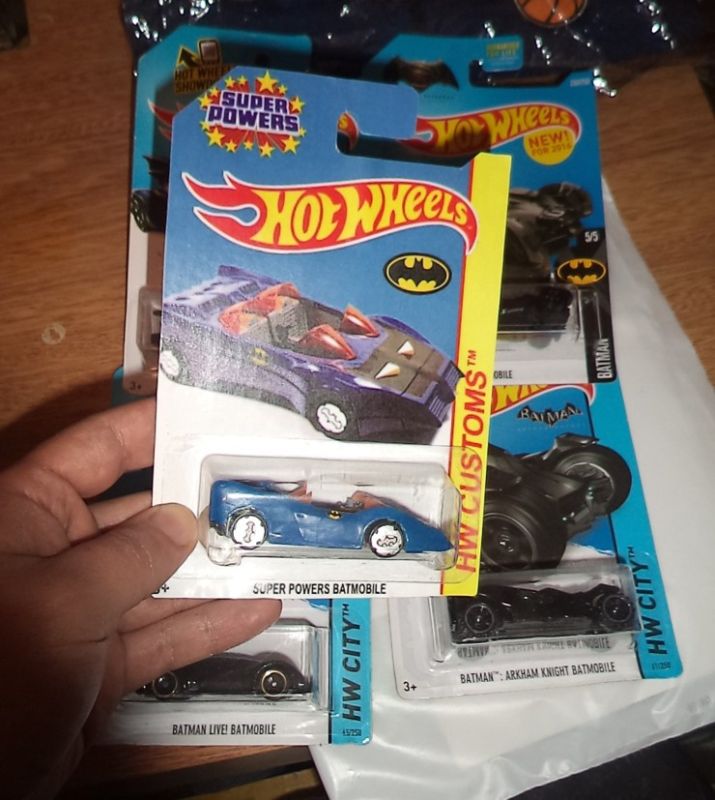 SUPER
POWERS
HOT WHEELS
HW CUSTOMS™
SUPER POWERS BATMOBILE
HOT WHEELS
NEW!
FOR 2016
5/5
BATMAN
BATMAN
HW CITY™
BATMAN™: ARKHAM KNIGHT BATMOBILE
3+
HW CITY™
BATMAN LIVE! BATMOBILE
3+